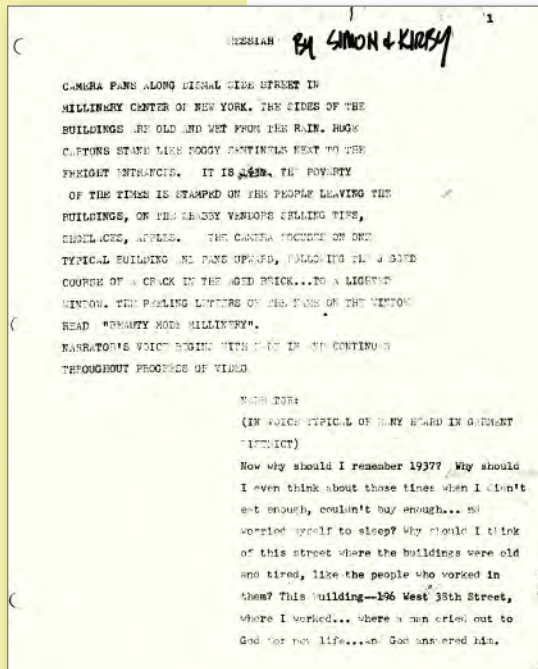 1
MESSIAH By SIMON & KIRBY
CAMERA PANS ALONG DISMAL SIDE STREET IN
MILLINERY CENTER OF NEW YORK. THE SIDES OF THE
BUILDINGS ARE OLD AND WET FROM THE RAIN. HUGE
CARTONS STAND LIKE SOGGY SENTINELS NEXT TO THE
FREIGHT ENTRANCES. IT IS THE POVERTY
OF THE TIMES IS STAMPED ON THE PEOPLE LEAVING THE
BUILDINGS, ON THE SHABBY VENDORS SELLING TIES,
SHOELACES, APPLES. THE CAMERA FOCUSES ON ONE
TYPICAL BUILDING AND PANS UPWARD, FOLLOWING THE JAGGED
COURSE OF A CRACK IN THE AGED BRICK...TO A LIGHTED
WINDOW. THE PEELING LETTERS OF THE NAME ON THE WINDOW
READ "BEAUTY MODE MILLINERY".
NARRATOR'S VOICE BEGINS WITH FADE IN AND CONTINUES
THROUGHOUT PROGRESS OF VIDEO
NARRATOR:
(IN VOICE TYPICAL OF MANY HEARD IN GARMENT
DISTRICT)
Now why should I remember 1937? Why should
I even think about those times when I didn't
eat enough, couldn't buy enough... and
worried myself to sleep? Why should I think
of this street where the buildings were old
and tired, like the people who worked in
them? This building--196 West 38th Street,
where I worked... where a man cried out to
God for new life...and God answered him.